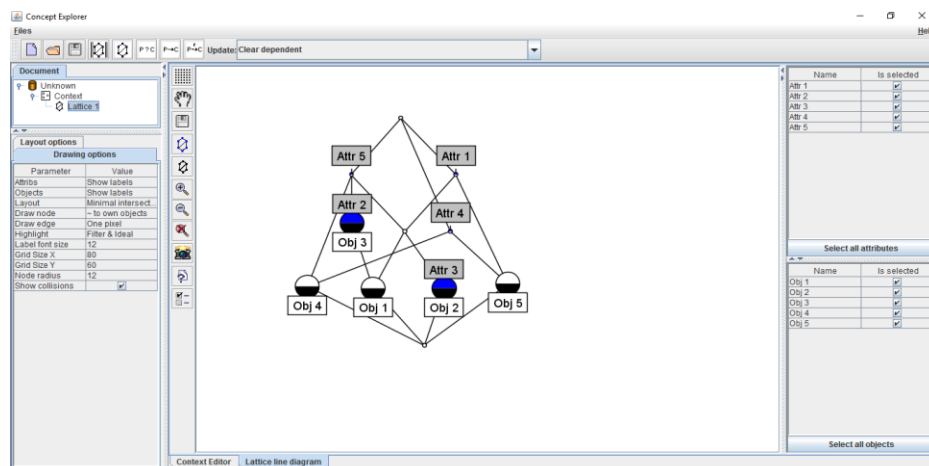 Concept Explorer
Files
Hel
P?C P→C Update: Clear dependent
Document
Unknown
Context
Lattice 1
Layout options
Drawing options
Parameter Value
Attribs Show labels
Objects Show labels
Layout Minimal intersect...
Draw node ~ to own objects
Draw edge One pixel
Highlight Filter & Ideal
Label font size 12
Grid Size X 80
Grid Size Y 60
Node radius 12
Show collisions
Attr 5
Attr 1
Attr 2
Attr 4
Obj 3
Attr 3
Obj 4
Obj 1
Obj 2
Obj 5
Name Is selected
Attr 1
Attr 2
Attr 3
Attr 4
Attr 5
Select all attributes
Name Is selected
Obj 1
Obj 2
Obj 3
Obj 4
Obj 5
Select all objects
Context Editor Lattice line diagram